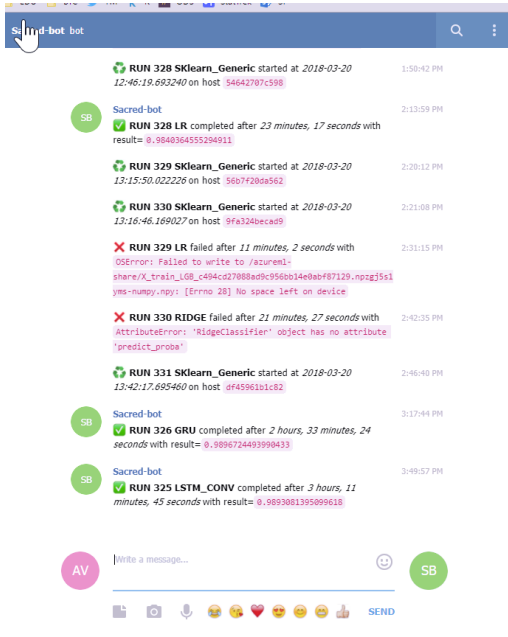 d-bot bot
RUN 328 SKlearn_Generic started at 2018-03-20 1:50:42 PM
12:46:19.693240 on host 54642707c598
Sacred-bot 2:13:59 PM
SB
RUN 328 LR completed after 23 minutes, 17 seconds with
result= 0.9840364555294911
RUN 329 SKlearn_Generic started at 2018-03-20 2:20:12 PM
13:15:50.022226 on host 56b7f20da562
RUN 330 SKlearn_Generic started at 2018-03-20 2:21:08 PM
13:16:46.169027 on host 9fa324becad9
RUN 329 LR failed after 11 minutes, 2 seconds with 2:31:15 PM
OSError: Failed to write to /azureml-
share/X_train_LGB_c494cd27088ad9c956bb14e0abf87129.npzgj5sl
yms-numpy.npy: [Errno 28] No space left on device
RUN 330 RIDGE failed after 21 minutes, 27 seconds with 2:42:35 PM
AttributeError: 'RidgeClassifier' object has no attribute
'predict_proba'
RUN 331 SKlearn_Generic started at 2018-03-20 2:46:40 PM
13:42:17.695460 on host df45961b1c82
Sacred-bot 3:17:44 PM
SB
RUN 326 GRU completed after 2 hours, 33 minutes, 24
seconds with result= 0.9896724493990433
Sacred-bot 3:49:57 PM
SB
RUN 325 LSTM_CONV completed after 3 hours, 11
minutes, 45 seconds with result= 0.9893081395099618
Write a message...
AV
SB
SEND